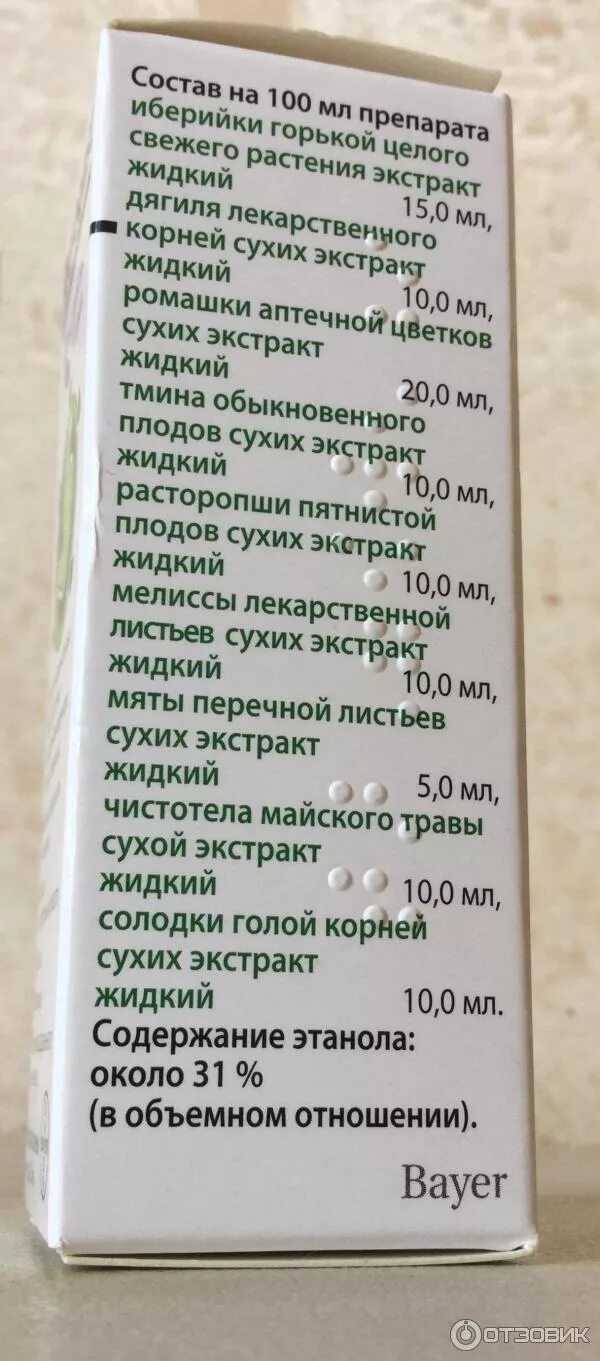 Состав на 100 мл препарата
иберийки горькой целого
свежего растения экстракт
жидкий 15,0 мл,
дягиля лекарственного
корней сухих экстракт
жидкий 10,0 мл,
ромашки аптечной цветков
сухих экстракт
жидкий 20,0 мл,
тмина обыкновенного
плодов сухих экстракт
жидкий 10,0 мл,
расторопши пятнистой
плодов сухих экстракт
жидкий 10,0 мл,
мелиссы лекарственной
листьев сухих экстракт
жидкий 10,0 мл,
мяты перечной листьев
сухих экстракт
жидкий 5,0 мл,
чистотела майского травы
сухой экстракт
жидкий 10,0 мл,
солодки голой корней
сухих экстракт
жидкий 10,0 мл.
Содержание этанола:
около 31 %
(в объемном отношении).
Bayer
ОТЗОВИК